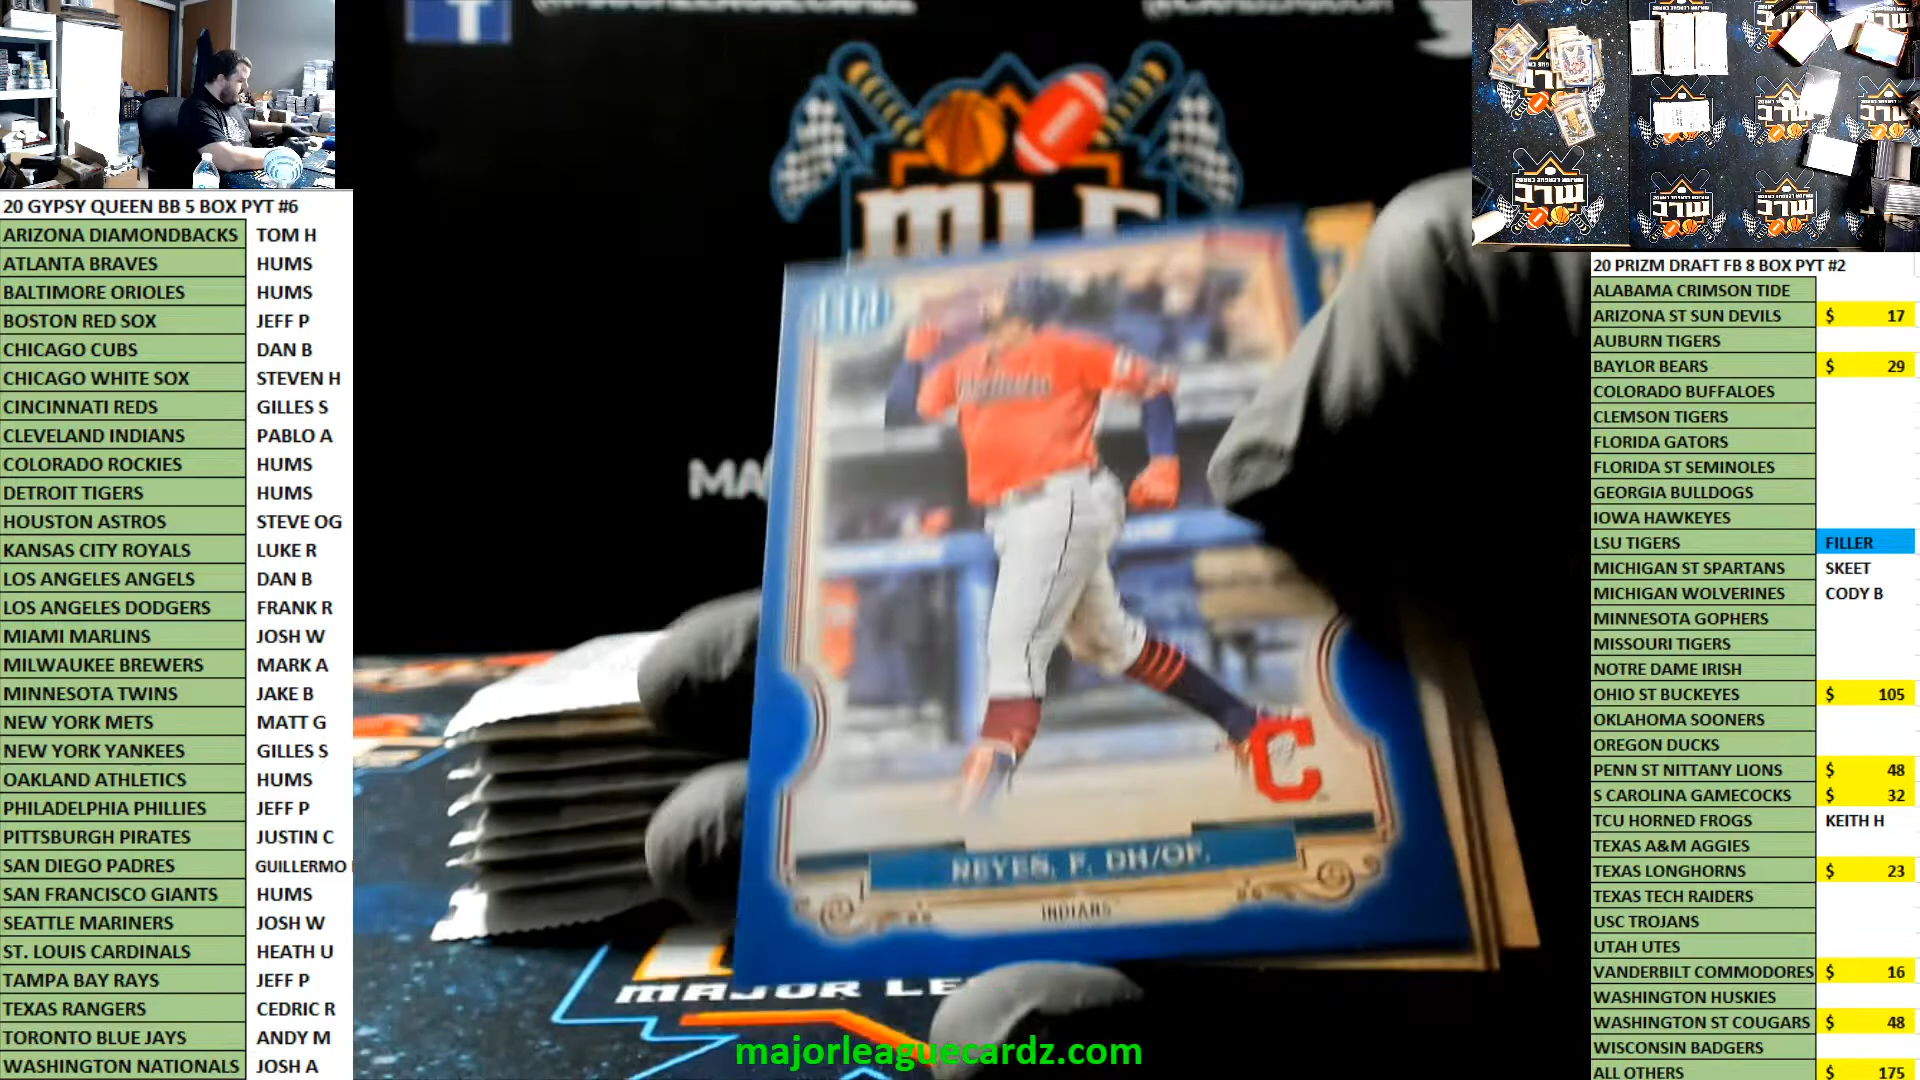 20 GYPSY QUEEN BB 5 BOX PYT #6
ARIZONA DIAMONDBACKS TOM H
ATLANTA BRAVES HUMS
BALTIMORE ORIOLES HUMS
BOSTON RED SOX JEFF P
CHICAGO CUBS DAN B
CHICAGO WHITE SOX STEVEN H
CINCINNATI REDS GILLES S
CLEVELAND INDIANS PABLO A
COLORADO ROCKIES HUMS
DETROIT TIGERS HUMS
HOUSTON ASTROS STEVE OG
KANSAS CITY ROYALS LUKE R
LOS ANGELES ANGELS DAN B
LOS ANGELES DODGERS FRANK R
MIAMI MARLINS JOSH W
MILWAUKEE BREWERS MARK A
MINNESOTA TWINS JAKE B
NEW YORK METS MATT G
NEW YORK YANKEES GILLES S
OAKLAND ATHLETICS HUMS
PHILADELPHIA PHILLIES JEFF P
PITTSBURGH PIRATES JUSTIN C
SAN DIEGO PADRES GUILLERMO
SAN FRANCISCO GIANTS HUMS
SEATTLE MARINERS JOSH W
ST. LOUIS CARDINALS HEATH U
TAMPA BAY RAYS JEFF P
TEXAS RANGERS CEDRIC R
TORONTO BLUE JAYS ANDY M
WASHINGTON NATIONALS JOSH A
MLC
MA
REYES, F. DH/OF.
INDIANS
C
MAJOR LE
majorleaguecardz.com
20 PRIZM DRAFT FB 8 BOX PYT #2
ALABAMA CRIMSON TIDE
ARIZONA ST SUN DEVILS $ 17
AUBURN TIGERS
BAYLOR BEARS $ 29
COLORADO BUFFALOES
CLEMSON TIGERS
FLORIDA GATORS
FLORIDA ST SEMINOLES
GEORGIA BULLDOGS
IOWA HAWKEYES
LSU TIGERS FILLER
MICHIGAN ST SPARTANS SKEET
MICHIGAN WOLVERINES CODY B
MINNESOTA GOPHERS
MISSOURI TIGERS
NOTRE DAME IRISH
OHIO ST BUCKEYES $ 105
OKLAHOMA SOONERS
OREGON DUCKS
PENN ST NITTANY LIONS $ 48
S CAROLINA GAMECOCKS $ 32
TCU HORNED FROGS KEITH H
TEXAS A&M AGGIES
TEXAS LONGHORNS $ 23
TEXAS TECH RAIDERS
USC TROJANS
UTAH UTES
VANDERBILT COMMODORES $ 16
WASHINGTON HUSKIES
WASHINGTON ST COUGARS $ 48
WISCONSIN BADGERS
ALL OTHERS $ 175